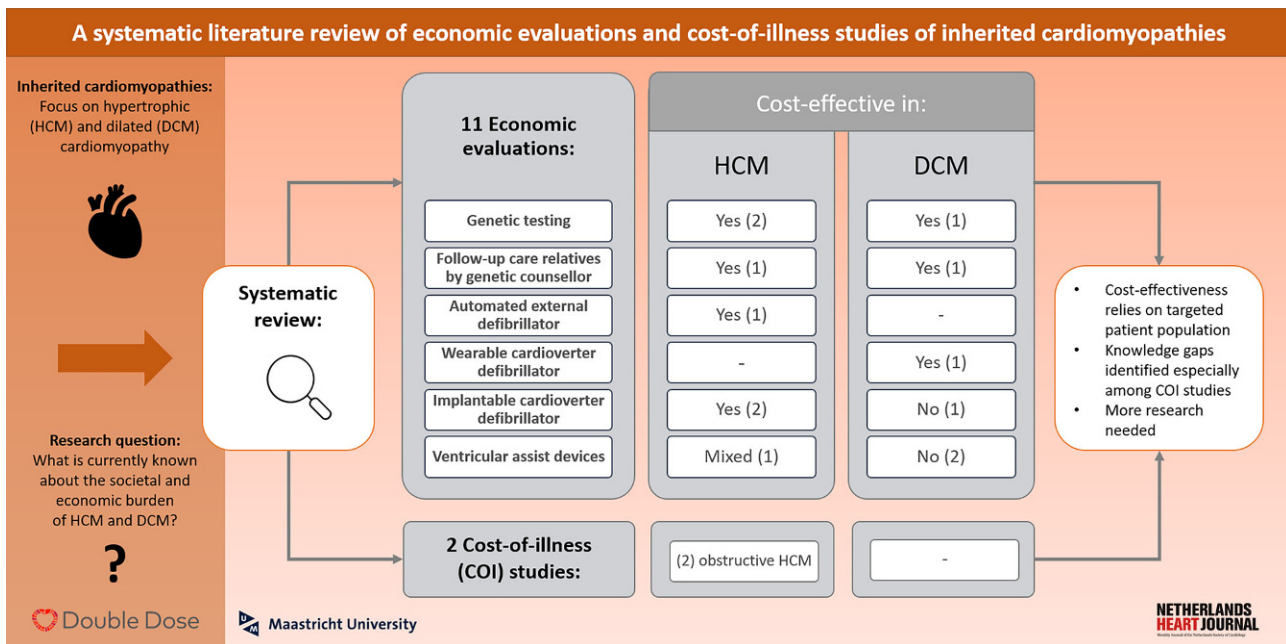 A systematic literature review of economic evaluations and cost-of-illness studies of inherited cardiomyopathies
Inherited cardiomyopathies:
Focus on hypertrophic
(HCM) and dilated (DCM)
cardiomyopathy
Research question:
What is currently known
about the societal and
economic burden
of HCM and DCM?
?
Systematic
review:
11 Economic
evaluations:
Cost-effective in:
HCM
DCM
Genetic testing
Yes (2)
Yes (1)
Follow-up care relatives
by genetic counsellor
Yes (1)
Yes (1)
Automated external
defibrillator
Yes (1)
-
Wearable cardioverter
defibrillator
-
Yes (1)
Implantable cardioverter
defibrillator
Yes (2)
No (1)
Ventricular assist devices
Mixed (1)
No (2)
2 Cost-of-illness
(COI) studies:
(2) obstructive HCM
-
• Cost-effectiveness
relies on targeted
patient population
• Knowledge gaps
identified especially
among COI studies
• More research
needed
Double Dose
UM
Maastricht University
NETHERLANDS
HEART JOURNAL